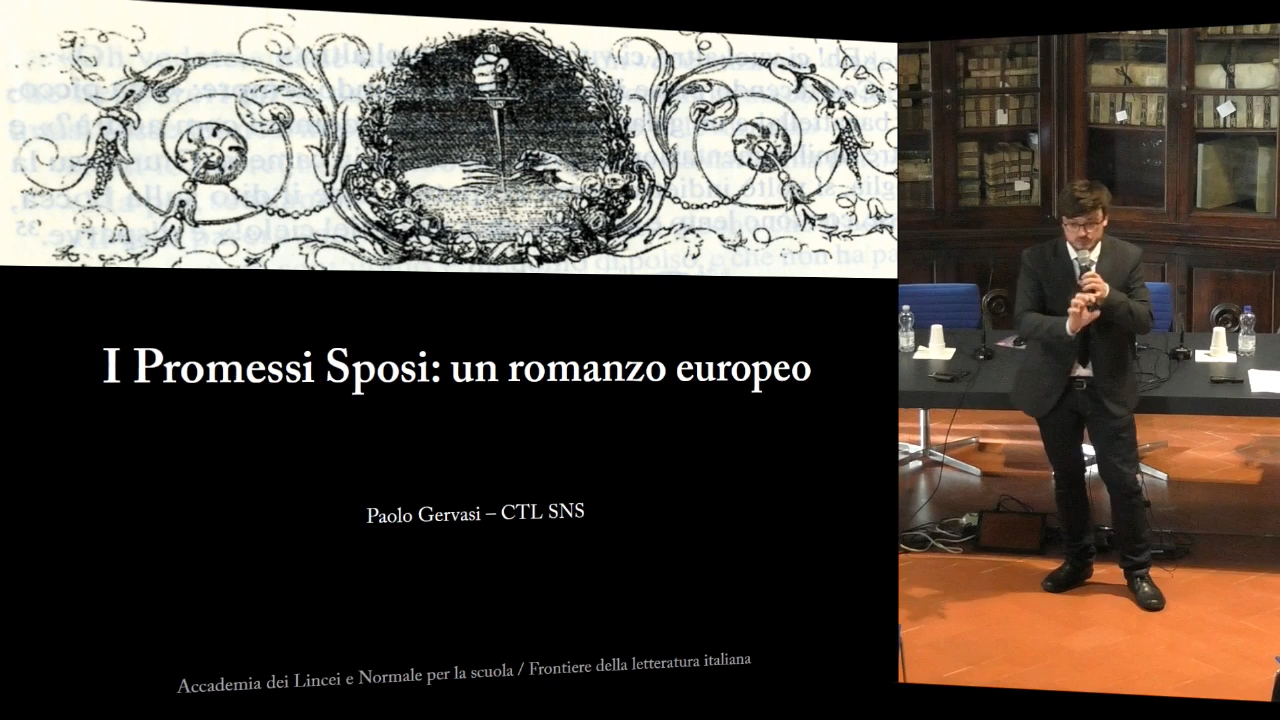 I Promessi Sposi: un romanzo europeo
Paolo Gervasi – CTL SNS
Accademia dei Lincei e Normale per la scuola / Frontiere della letteratura italiana